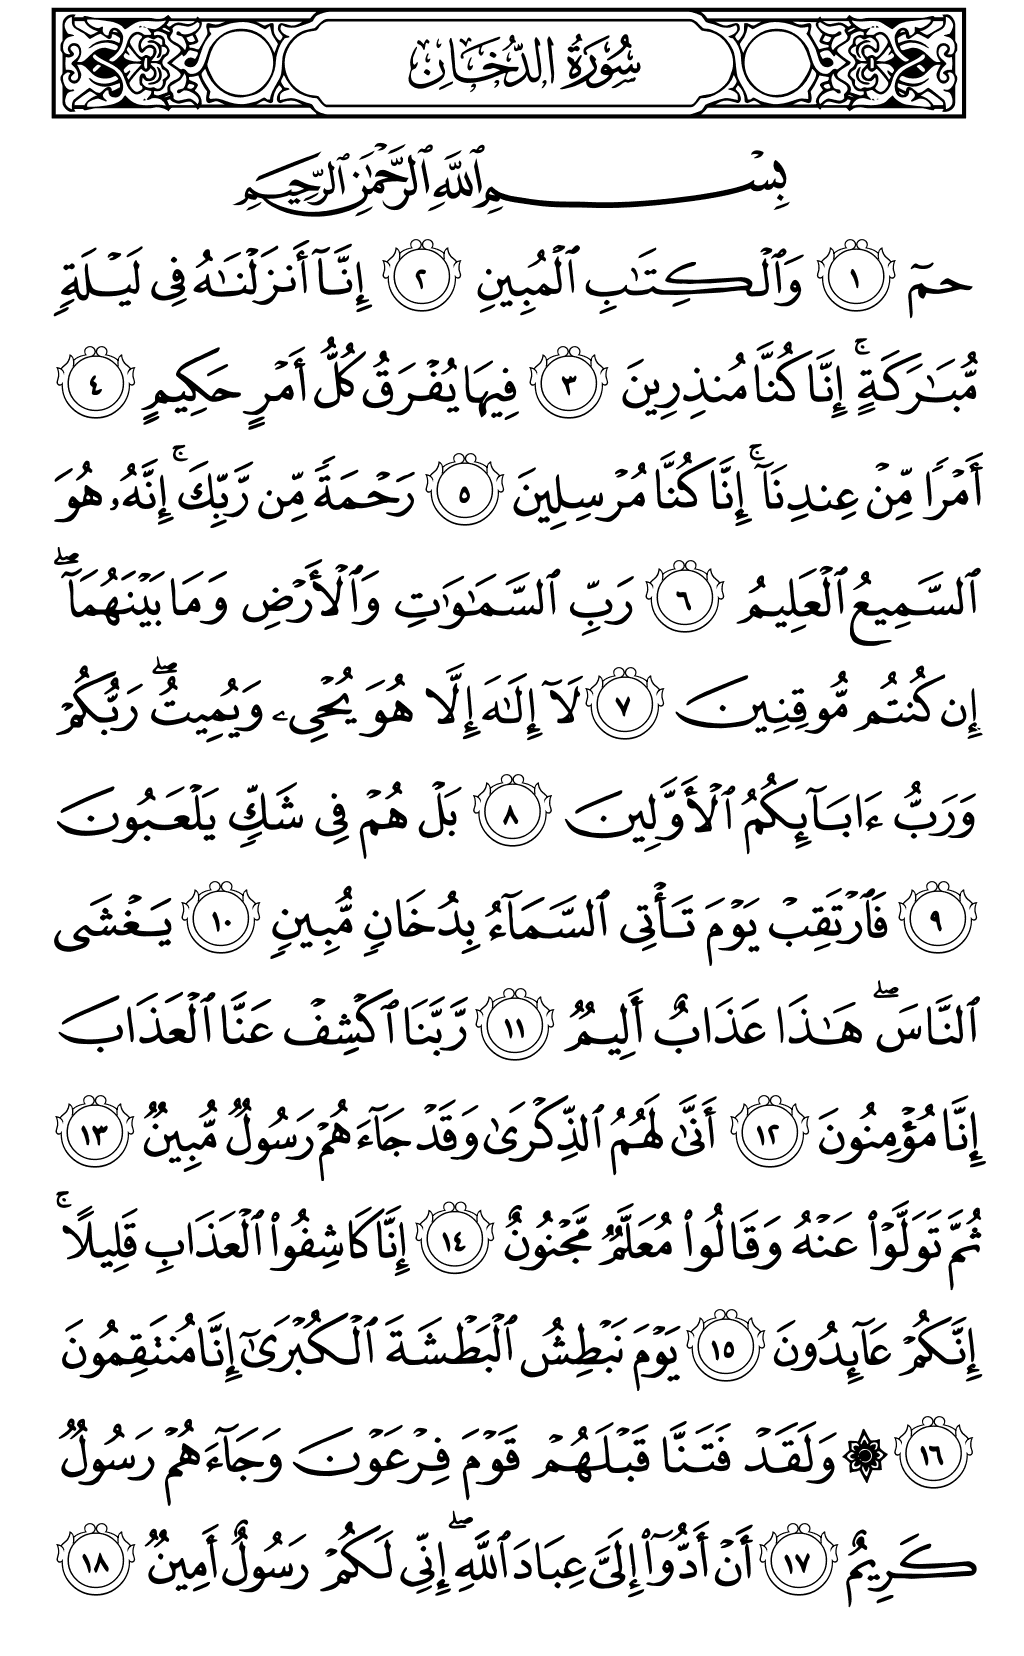 سُورَةُ الدُّخَانِ
بِسْمِ ٱللَّهِ ٱلرَّحْمَٰنِ ٱلرَّحِيمِ
حمٓ ١ وَٱلْكِتَٰبِ ٱلْمُبِينِ ٢ إِنَّآ أَنزَلْنَٰهُ فِى لَيْلَةٍ
مُّبَٰرَكَةٍ ۚ إِنَّا كُنَّا مُنذِرِينَ ٣ فِيهَا يُفْرَقُ كُلُّ أَمْرٍ حَكِيمٍ ٤
أَمْرًا مِّنْ عِندِنَآ ۚ إِنَّا كُنَّا مُرْسِلِينَ ٥ رَحْمَةً مِّن رَّبِّكَ ۚ إِنَّهُۥ هُوَ
ٱلسَّمِيعُ ٱلْعَلِيمُ ٦ رَبِّ ٱلسَّمَٰوَٰتِ وَٱلْأَرْضِ وَمَا بَيْنَهُمَآ ۖ
إِن كُنتُم مُّوقِنِينَ ٧ لَآ إِلَٰهَ إِلَّا هُوَ يُحْىِۦ وَيُمِيتُ ۖ رَبُّكُمْ
وَرَبُّ ءَابَآئِكُمُ ٱلْأَوَّلِينَ ٨ بَلْ هُمْ فِى شَكٍّ يَلْعَبُونَ
٩ فَٱرْتَقِبْ يَوْمَ تَأْتِى ٱلسَّمَآءُ بِدُخَانٍ مُّبِينٍ ١٠ يَغْشَى
ٱلنَّاسَ ۖ هَٰذَا عَذَابٌ أَلِيمٌ ١١ رَّبَّنَا ٱكْشِفْ عَنَّا ٱلْعَذَابَ
إِنَّا مُؤْمِنُونَ ١٢ أَنَّىٰ لَهُمُ ٱلذِّكْرَىٰ وَقَدْ جَآءَهُمْ رَسُولٌ مُّبِينٌ ١٣
ثُمَّ تَوَلَّوْا۟ عَنْهُ وَقَالُوا۟ مُعَلَّمٌ مَّجْنُونٌ ١٤ إِنَّا كَاشِفُوا۟ ٱلْعَذَابِ قَلِيلًا ۚ
إِنَّكُمْ عَآئِدُونَ ١٥ يَوْمَ نَبْطِشُ ٱلْبَطْشَةَ ٱلْكُبْرَىٰٓ إِنَّا مُنتَقِمُونَ
١٦ ۞ وَلَقَدْ فَتَنَّا قَبْلَهُمْ قَوْمَ فِرْعَوْنَ وَجَآءَهُمْ رَسُولٌ
كَرِيمٌ ١٧ أَنْ أَدُّوٓا۟ إِلَىَّ عِبَادَ ٱللَّهِ ۖ إِنِّى لَكُمْ رَسُولٌ أَمِينٌ ١٨